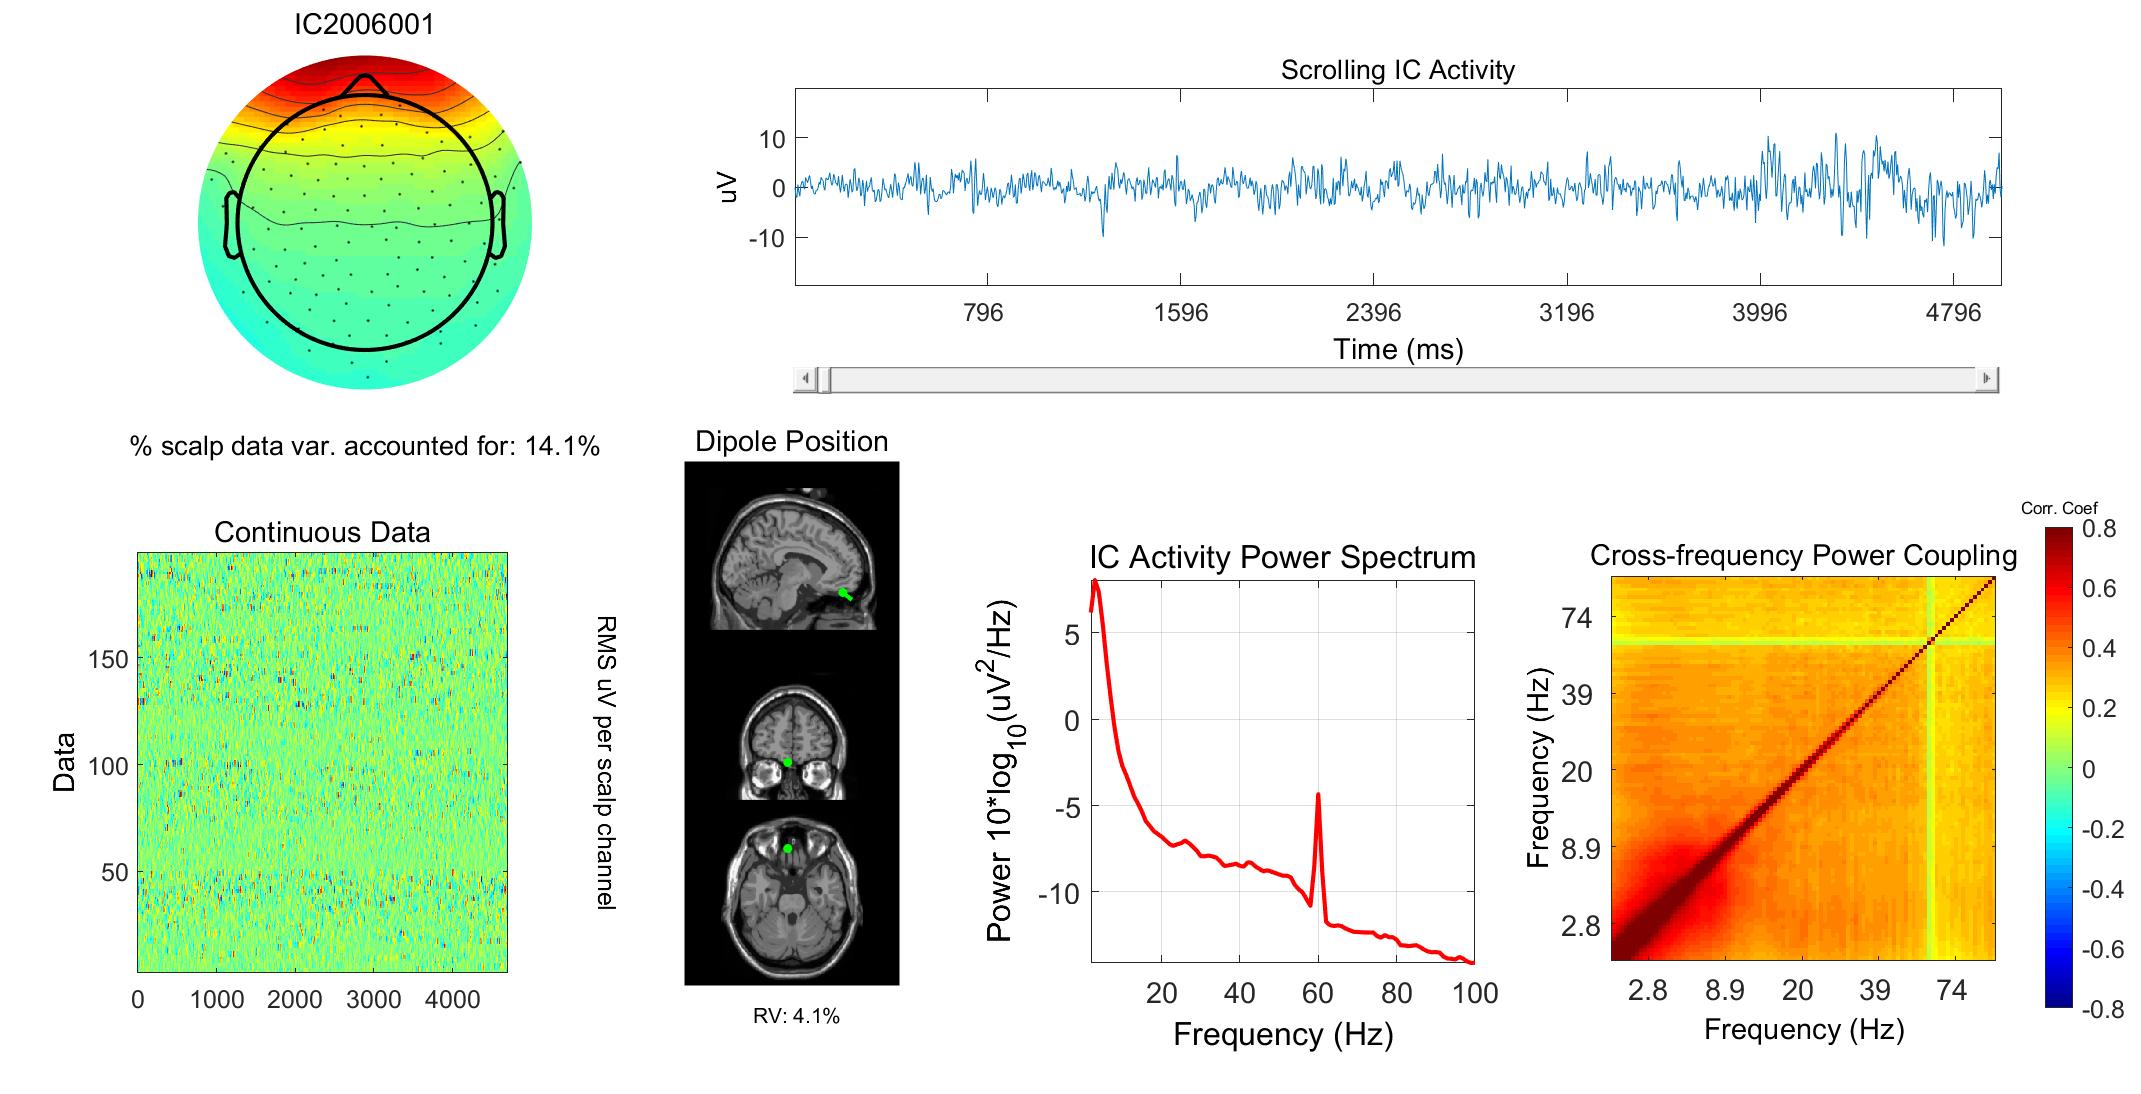 IC2006001
% scalp data var. accounted for: 14.1%
Scrolling IC Activity
uV
10
0
-10
796
1596
2396
3196
3996
4796
Time (ms)
Continuous Data
Data
150
100
50
0
1000
2000
3000
4000
RMS uV per scalp channel
Dipole Position
RV: 4.1%
IC Activity Power Spectrum
Power 10*log10(uV2/Hz)
5
0
-5
-10
20
40
60
80
100
Frequency (Hz)
Cross-frequency Power Coupling
Frequency (Hz)
74
39
20
8.9
2.8
2.8
8.9
20
39
74
Frequency (Hz)
Corr. Coef
0.8
0.6
0.4
0.2
0
-0.2
-0.4
-0.6
-0.8